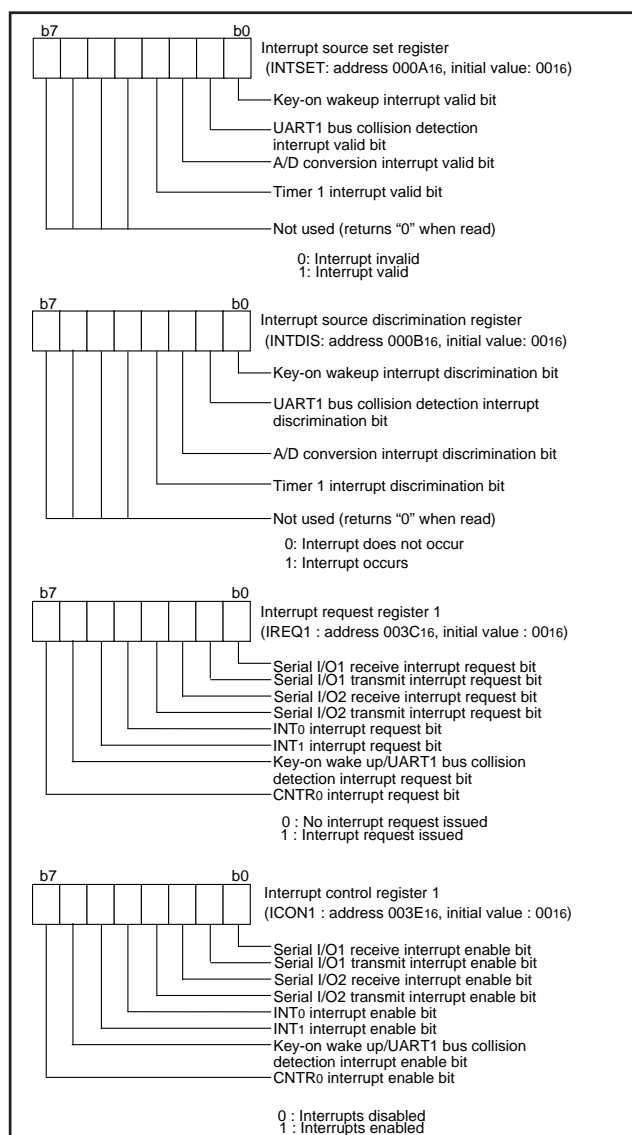 b7 b0
Interrupt source set register
(INTSET: address 000A16, initial value: 0016)
Key-on wakeup interrupt valid bit
UART1 bus collision detection
interrupt valid bit
A/D conversion interrupt valid bit
Timer 1 interrupt valid bit
Not used (returns “0” when read)
0: Interrupt invalid
1: Interrupt valid
b7 b0
Interrupt source discrimination register
(INTDIS: address 000B16, initial value: 0016)
Key-on wakeup interrupt discrimination bit
UART1 bus collision detection interrupt
discrimination bit
A/D conversion interrupt discrimination bit
Timer 1 interrupt discrimination bit
Not used (returns “0” when read)
0: Interrupt does not occur
1: Interrupt occurs
b7 b0
Interrupt request register 1
(IREQ1 : address 003C16, initial value : 0016)
Serial I/O1 receive interrupt request bit
Serial I/O1 transmit interrupt request bit
Serial I/O2 receive interrupt request bit
Serial I/O2 transmit interrupt request bit
INT0 interrupt request bit
INT1 interrupt request bit
Key-on wake up/UART1 bus collision
detection interrupt request bit
CNTR0 interrupt request bit
0 : No interrupt request issued
1 : Interrupt request issued
b7 b0
Interrupt control register 1
(ICON1 : address 003E16, initial value : 0016)
Serial I/O1 receive interrupt enable bit
Serial I/O1 transmit interrupt enable bit
Serial I/O2 receive interrupt enable bit
Serial I/O2 transmit interrupt enable bit
INT0 interrupt enable bit
INT1 interrupt enable bit
Key-on wake up/UART1 bus collision
detection interrupt enable bit
CNTR0 interrupt enable bit
0 : Interrupts disabled
1 : Interrupts enabled